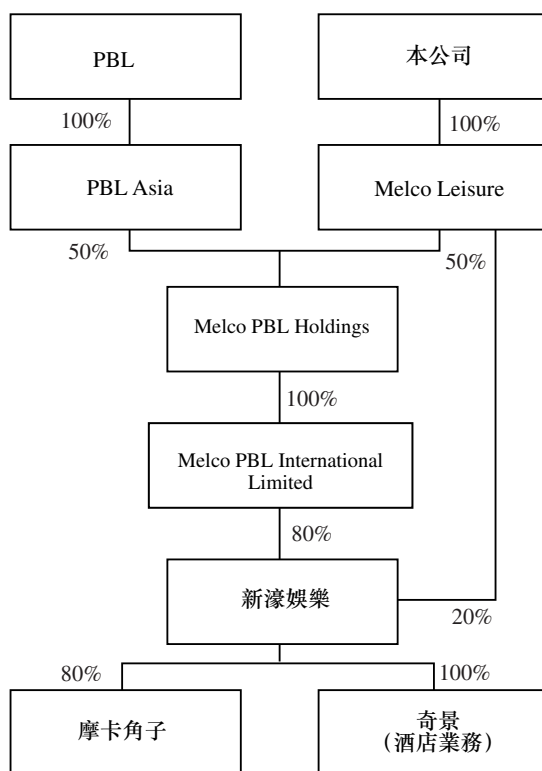 PBL
本公司
100%
100%
PBL Asia
Melco Leisure
50%
50%
Melco PBL Holdings
100%
Melco PBL International
Limited
80%
新濠娛樂
20%
80%
100%
摩卡角子
奇景
（酒店業務）